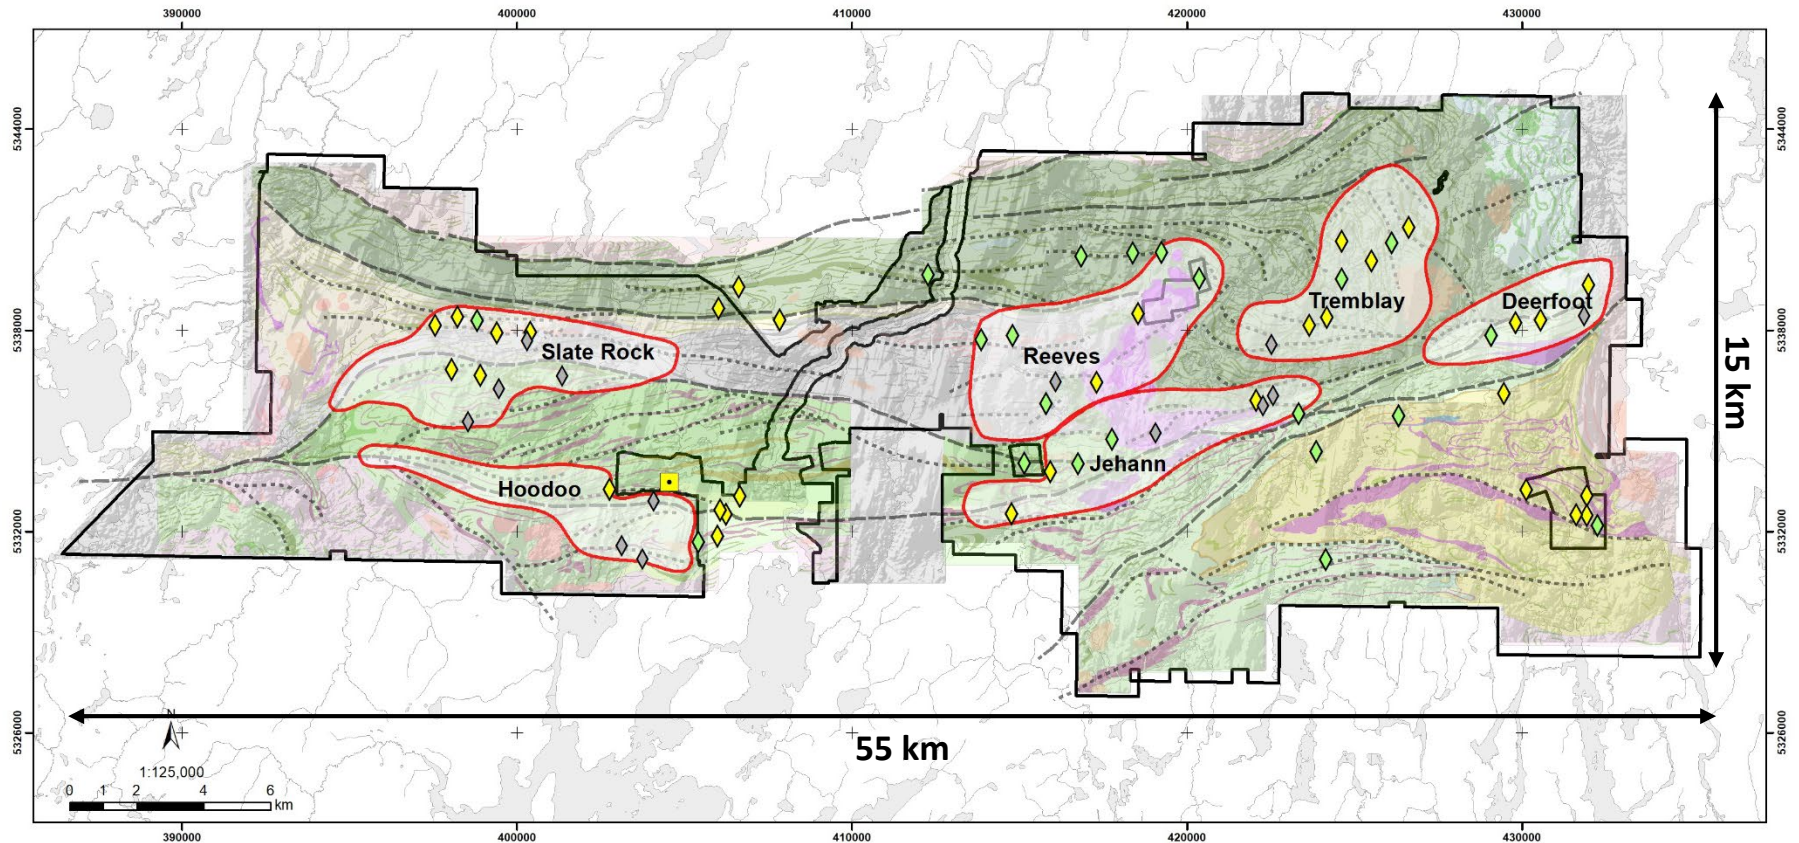 390000 400000 410000 420000 430000
5344000 5344000
5338000 5338000
5332000 5332000
5326000 5326000
Tremblay
Deerfoot
Slate Rock
Reeves
15 km
Jehann
Hoodoo
N
55 km
1:125,000
0 1 2 4 6
km
390000 400000 410000 420000 430000